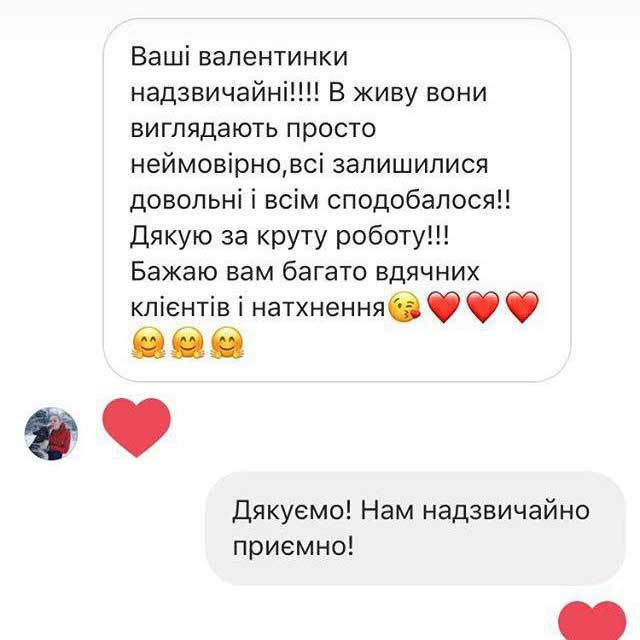 Ваші валентинки
надзвичайні!!!! В живу вони
виглядають просто
неймовірно,всі залишилися
довольні і всім сподобалося!!
Дякую за круту роботу!!!
Бажаю вам багато вдячних
клієнтів і натхнення😘❤️❤️❤️
🤗🤗🤗
Дякуємо! Нам надзвичайно
приємно!